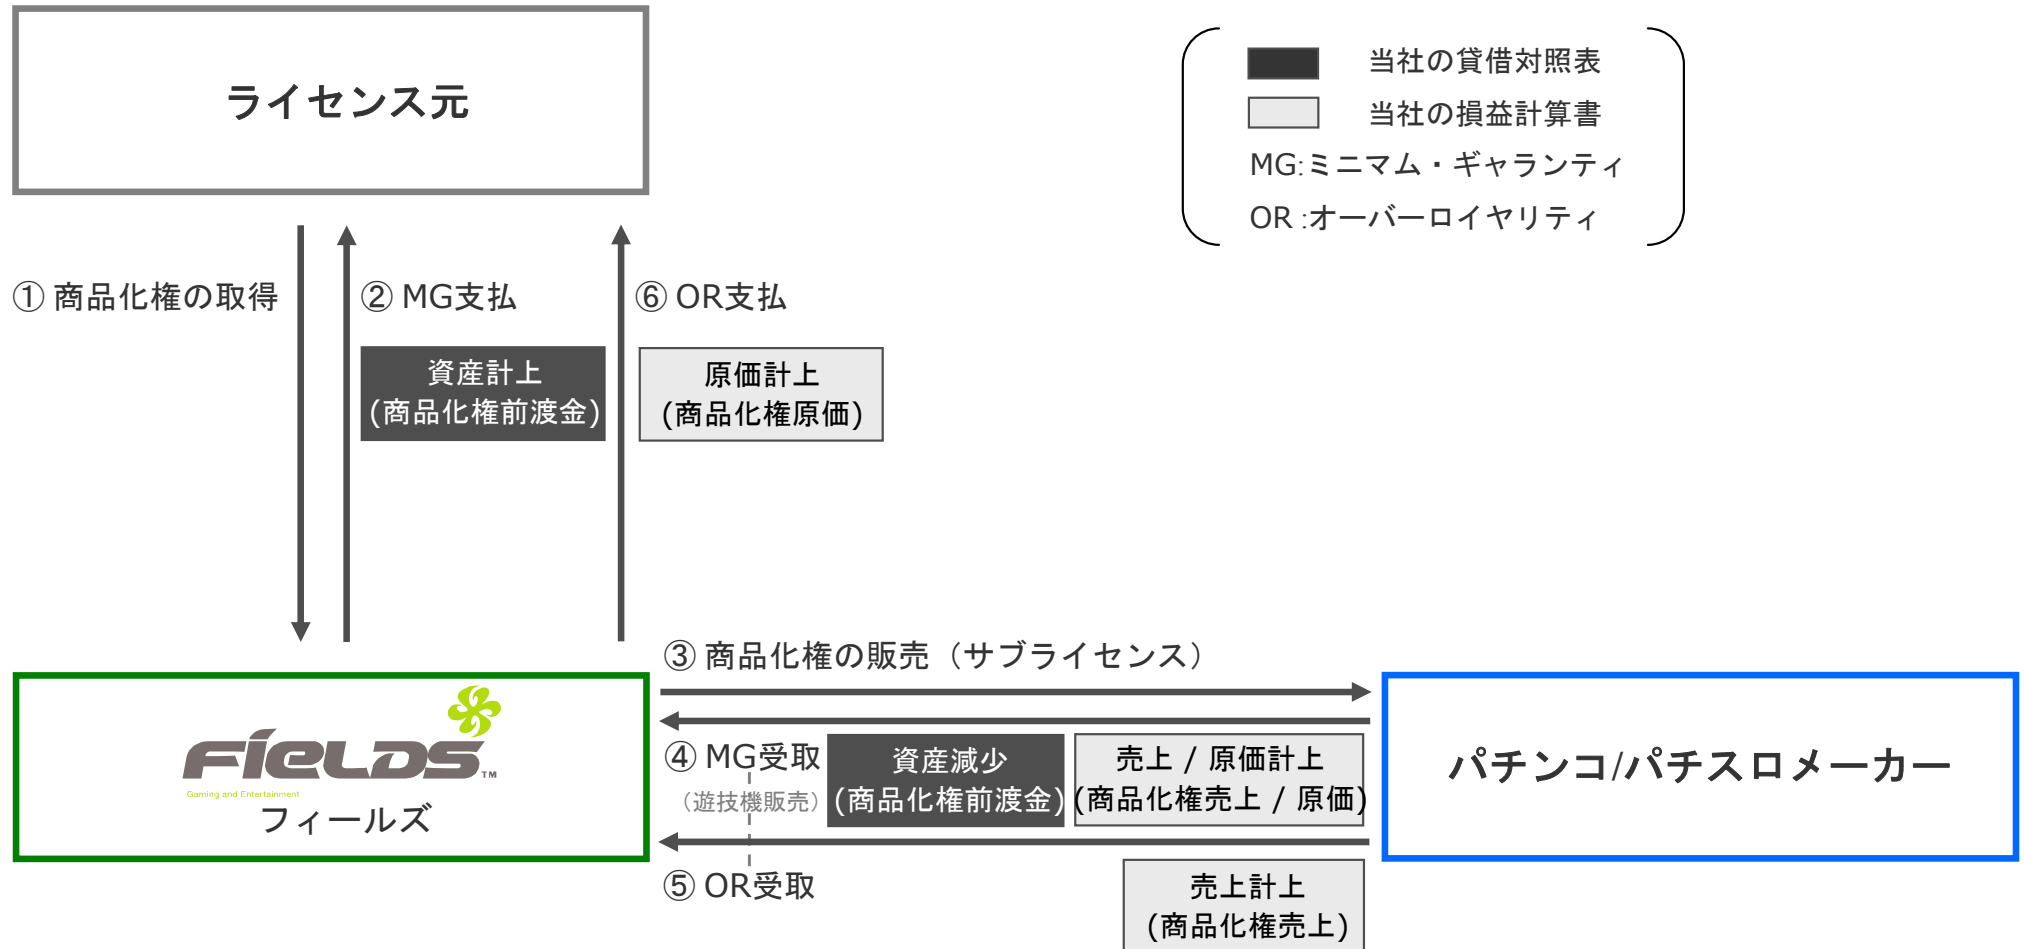 ライセンス元
当社の貸借対照表
当社の損益計算書
MG:ミニマム・ギャランティ
OR :オーバーロイヤリティ
① 商品化権の取得
② MG支払
⑥ OR支払
資産計上
(商品化権前渡金)
原価計上
(商品化権原価)
③ 商品化権の販売（サブライセンス）
FIELDS TM
Gaming and Entertainment
フィールズ
④ MG受取
（遊技機販売）
資産減少
(商品化権前渡金)
売上 / 原価計上
(商品化権売上 / 原価)
パチンコ/パチスロメーカー
⑤ OR受取
売上計上
(商品化権売上)